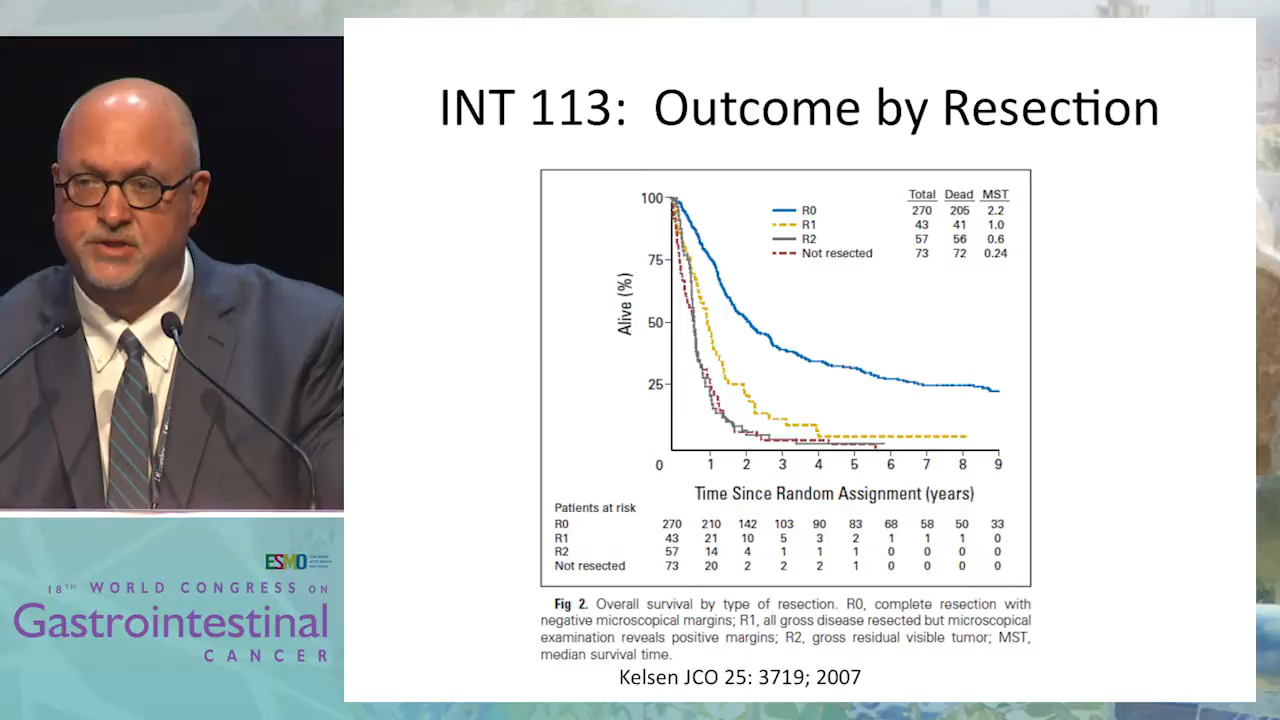 INT 113: Outcome by Resection
Total Dead MST
R0 270 205 2.2
R1 43 41 1.0
R2 57 56 0.6
Not resected 73 72 0.24
Alive (%)
100
75
50
25
0 1 2 3 4 5 6 7 8 9
Time Since Random Assignment (years)
Patients at risk
R0 270 210 142 103 90 83 68 58 50 33
R1 43 21 10 5 3 2 1 1 1 0
R2 57 14 4 1 1 1 0 0 0 0
Not resected 73 20 2 2 2 1 0 0 0 0
Fig 2. Overall survival by type of resection. R0, complete resection with
negative microscopical margins; R1, all gross disease resected but microscopical
examination reveals positive margins; R2, gross residual visible tumor; MST,
median survival time.
Kelsen JCO 25: 3719; 2007
ESMO
18TH WORLD CONGRESS ON
Gastrointestinal
CANCER